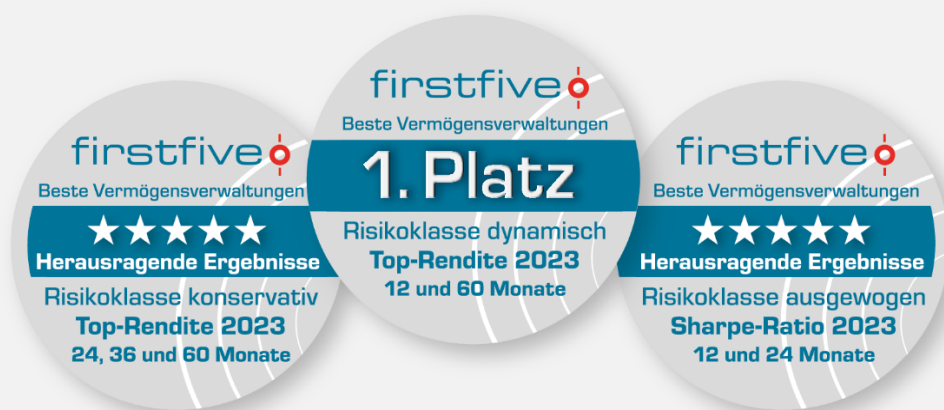 firstfive
Beste Vermögensverwaltungen
Herausragende Ergebnisse
Risikoklasse konservativ
Top-Rendite 2023
24, 36 und 60 Monate
firstfive
Beste Vermögensverwaltungen
1. Platz
Risikoklasse dynamisch
Top-Rendite 2023
12 und 60 Monate
firstfive
Beste Vermögensverwaltungen
Herausragende Ergebnisse
Risikoklasse ausgewogen
Sharpe-Ratio 2023
12 und 24 Monate